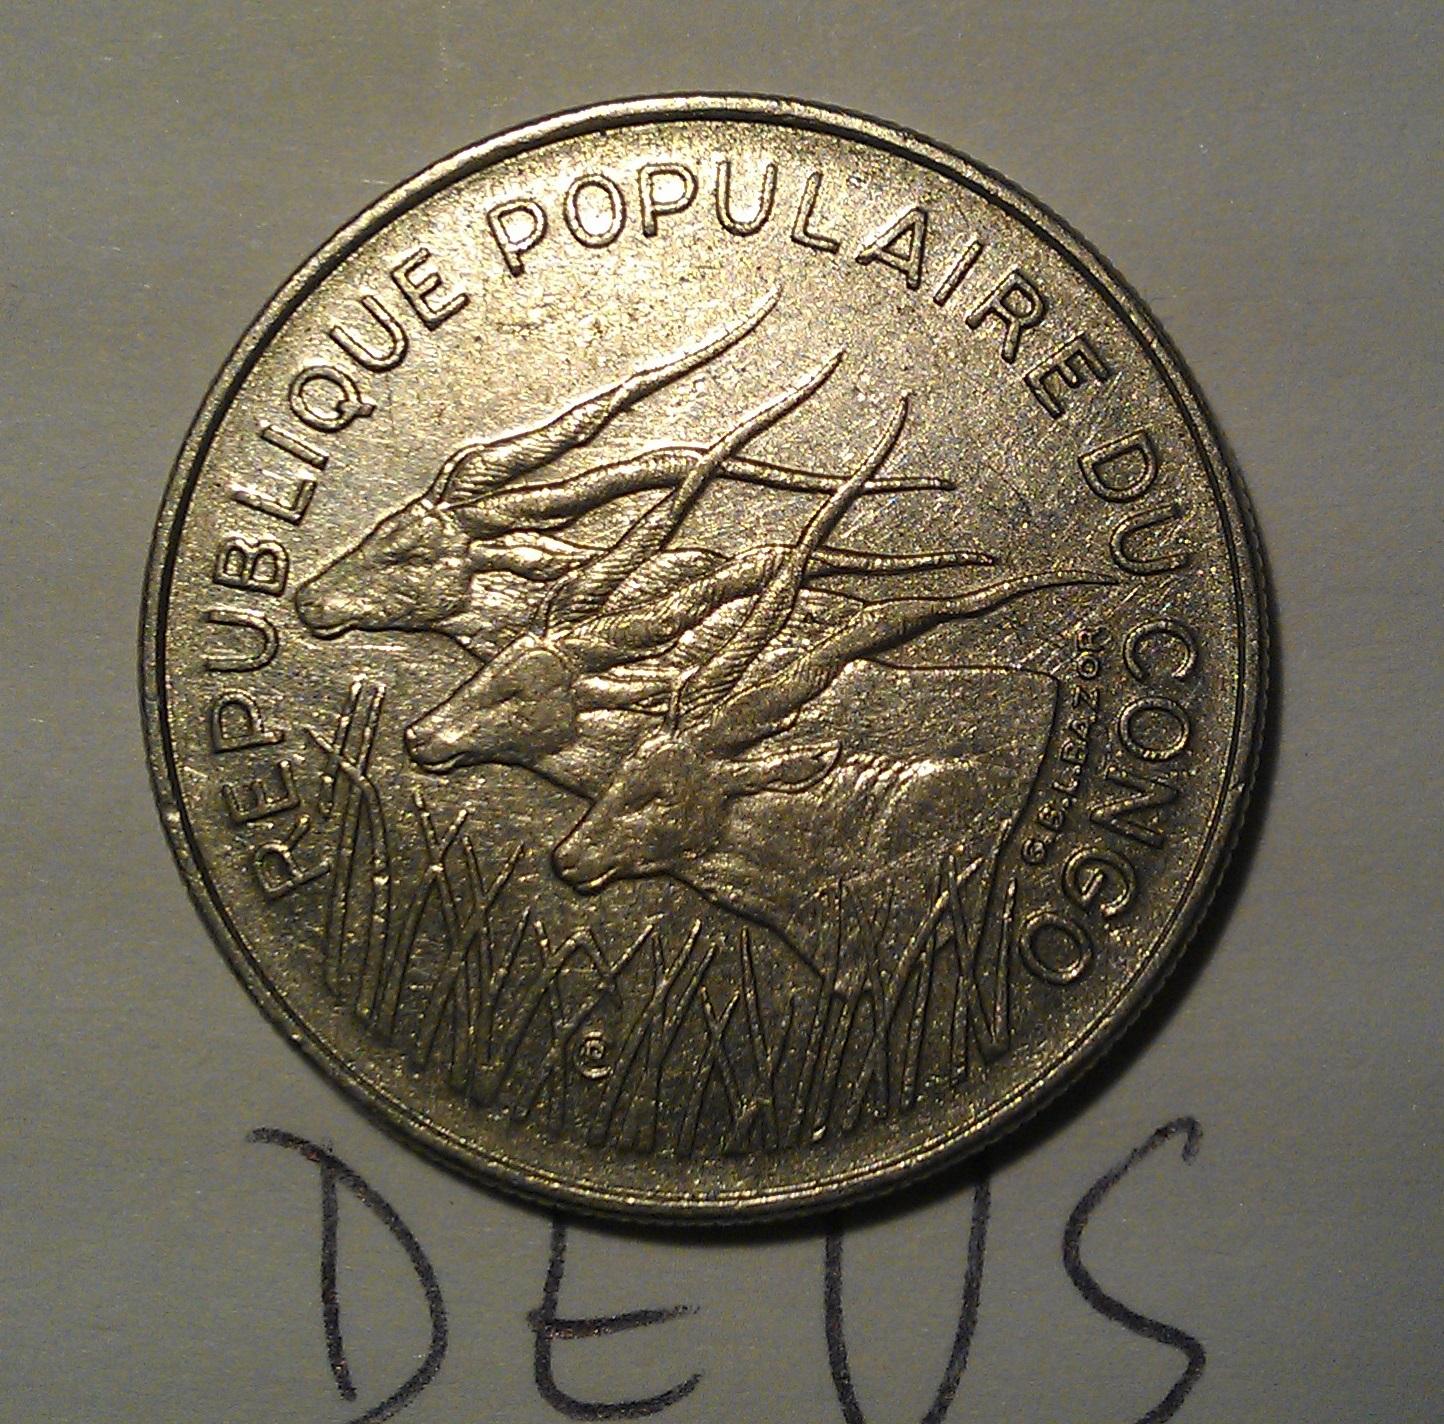 REPUBLIQUE POPULAIRE DU CONGO
G.B.L.BAZOR
DEUS